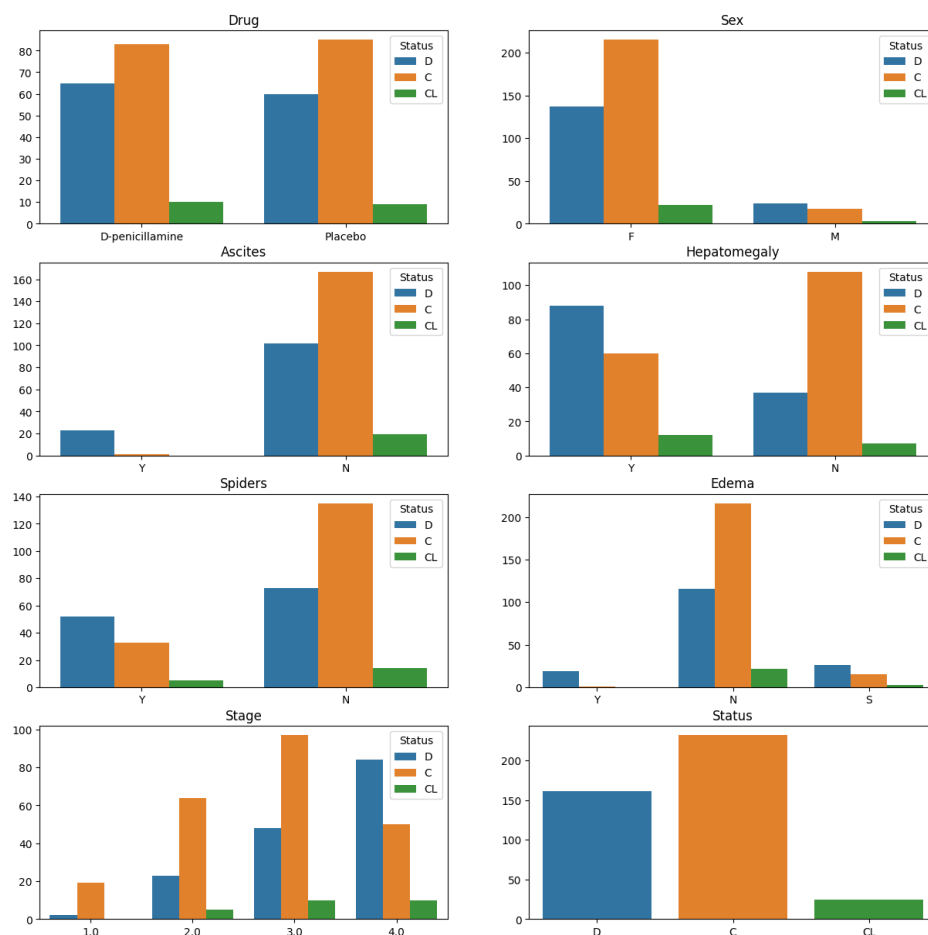 Drug
80
70
60
50
40
30
20
10
0
D-penicillamine
Placebo
Status
D
C
CL
Sex
200
150
100
50
0
F
M
Status
D
C
CL
Ascites
160
140
120
100
80
60
40
20
0
Y
N
Status
D
C
CL
Hepatomegaly
100
80
60
40
20
0
Y
N
Status
D
C
CL
Spiders
140
120
100
80
60
40
20
0
Y
N
Status
D
C
CL
Edema
200
150
100
50
0
Y
N
S
Status
D
C
CL
Stage
100
80
60
40
20
0
1.0
2.0
3.0
4.0
Status
D
C
CL
Status
200
150
100
50
0
D
C
CL